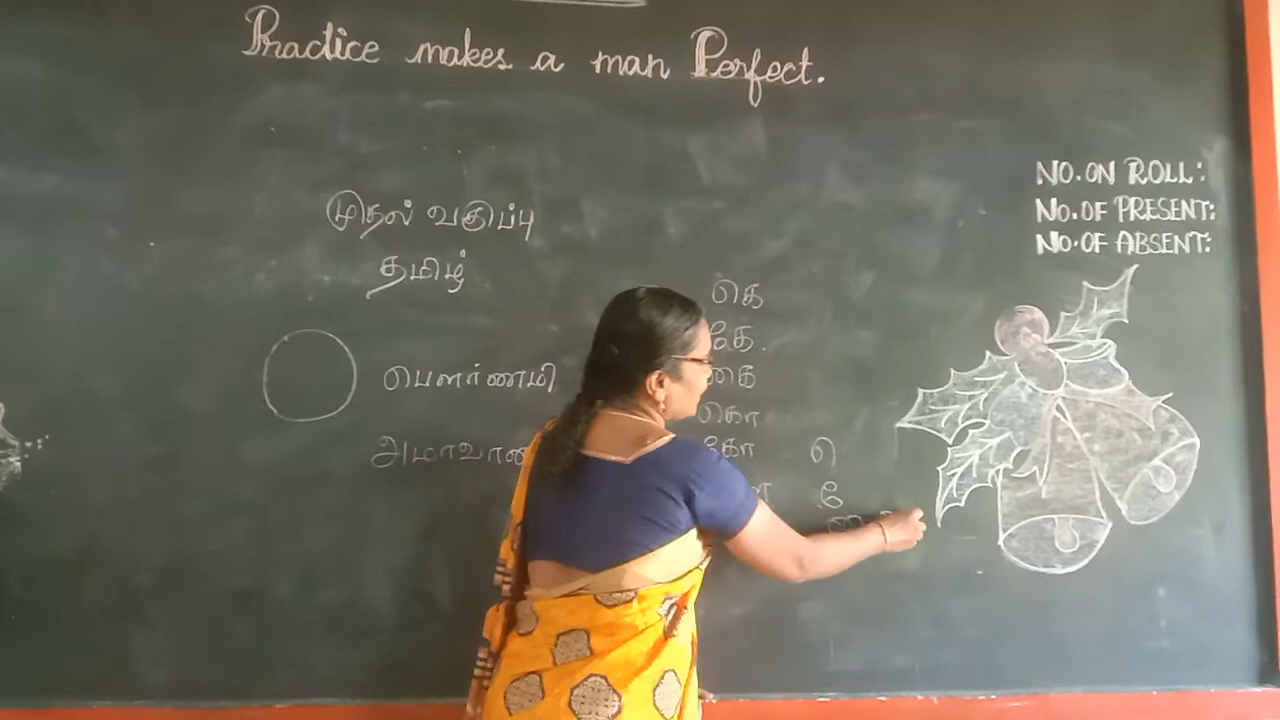 Practice makes a man Perfect.
NO. ON ROLL:
NO. OF PRESENT:
NO. OF ABSENT:
முதல் வகுப்பு
தமிழ்
கெ
கே.
கை
பௌர்ணமி
கொ
கோ
ெ
ே